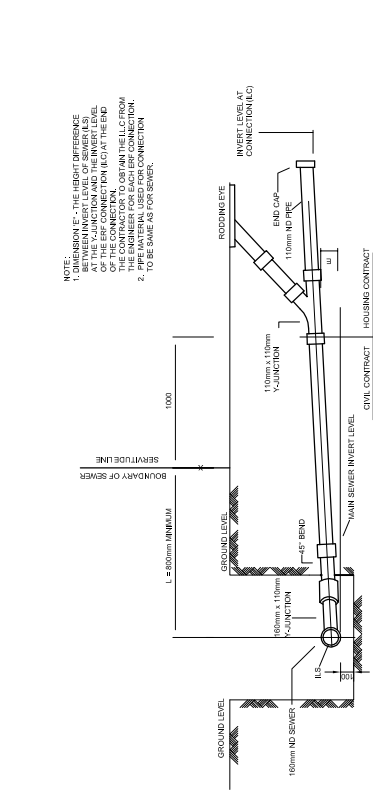 NOTE :
1. DIMENSION "E" - THE HEIGHT DIFFERENCE
BETWEEN INVERT LEVEL OF SEWER (ILS)
AT THE Y-JUNCTION AND THE INVERT LEVEL
OF THE ERF CONNECTION (ILC) AT THE END
OF THE CONNECTION.
THE CONTRACTOR TO OBTAIN THE I.L.C FROM
THE ENGINEER FOR EACH ERF CONNECTION.
2. PIPE MATERIAL USED FOR CONNECTION
TO BE SAME AS FOR SEWER.
L = 800mm MINIMUM
1000
BOUNDARY OF SEWER
SERVITUDE LINE
X
GROUND LEVEL
GROUND LEVEL
RODDING EYE
INVERT LEVEL AT
CONNECTION (ILC)
END CAP
110mm ND PIPE
E
110mm x 110mm
Y-JUNCTION
45° BEND
160mm x 110mm
Y-JUNCTION
160mm ND SEWER
ILS
100
MAIN SEWER INVERT LEVEL
CIVIL CONTRACT
HOUSING CONTRACT